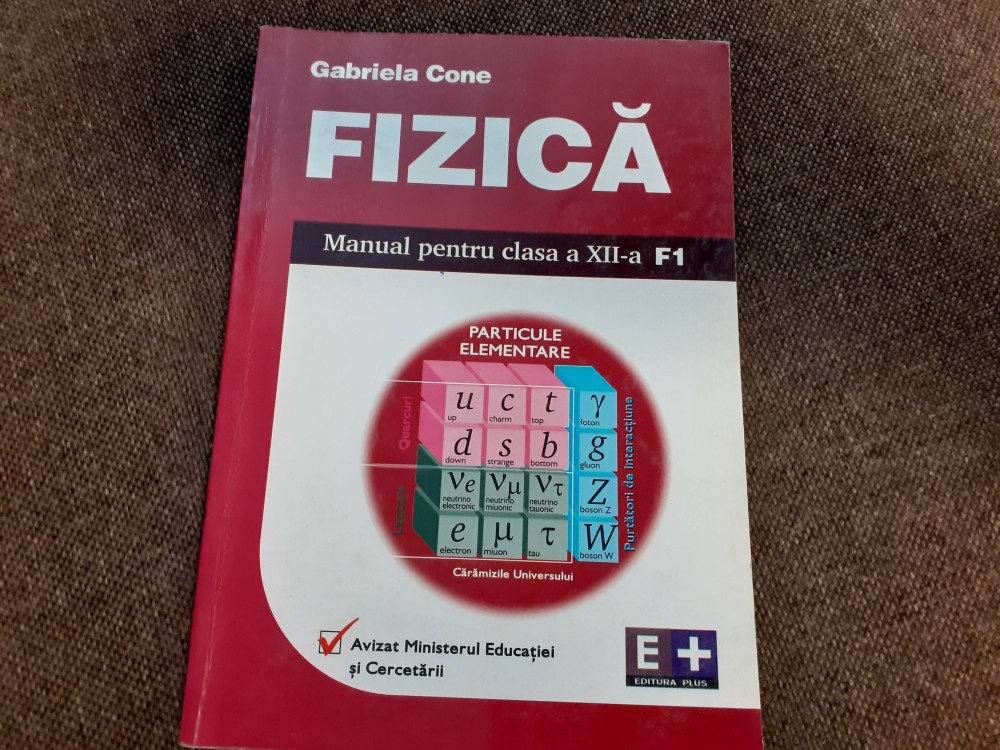 Gabriela Cone
FIZICĂ
Manual pentru clasa a XII-a F1
PARTICULE
ELEMENTARE
Quarcuri
u c t γ
up charm top foton
d s b g
down strange bottom gluon
νe νμ ντ Z
neutrino electronic neutrino miuonic neutrino tauonic boson Z
e μ τ W
electron miuon tau boson W
Purtători de interacțiune
Cărămizile Universului
Avizat Ministerul Educației
și Cercetării
E+
EDITURA PLUS